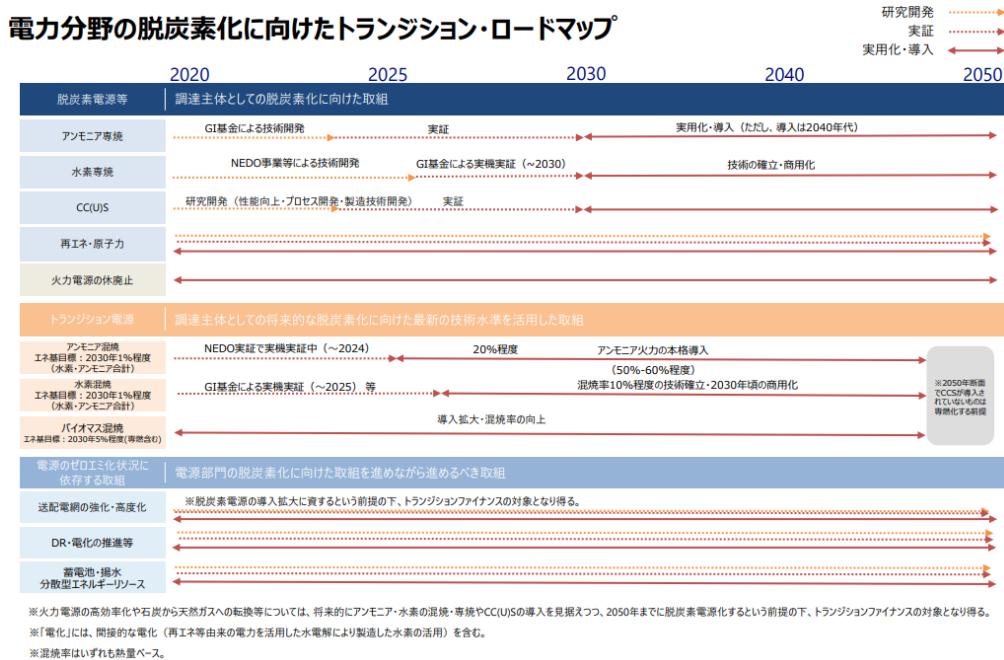 電力分野の脱炭素化に向けたトランジション・ロードマップ
研究開発
実証
実用化・導入
2020 2025 2030 2040 2050
脱炭素電源等
調達主体としての脱炭素化に向けた取組
アンモニア専焼
GI基金による技術開発
実証
実用化・導入（ただし、導入は2040年代）
水素専焼
NEDO事業等による技術開発
GI基金による実機実証（~2030）
技術の確立・商用化
CC(U)S
研究開発（性能向上・プロセス開発・製造技術開発）
実証
再エネ・原子力
火力電源の休廃止
トランジション電源
調達主体としての将来的な脱炭素化に向けた最新の技術水準を活用した取組
アンモニア混焼
エネ基目標：2030年1%程度
（水素・アンモニア合計）
NEDO実証で実機実証中（～2024）
20%程度
アンモニア火力の本格導入
（50%-60%程度）
水素混焼
エネ基目標：2030年1%程度
（水素・アンモニア合計）
GI基金による実機実証（～2025） 等
混焼率10%程度の技術確立・2030年頃の商用化
バイオマス混焼
エネ基目標：2030年5%程度(専焼含む)
導入拡大・混焼率の向上
※2050年断面
でCCSが導入さ
れていないものは
専焼化する前提
電源のゼロエミ化状況に
依存する取組
電源部門の脱炭素化に向けた取組を進めながら進めるべき取組
送配電網の強化・高度化
※脱炭素電源の導入拡大に資するという前提の下、トランジションファイナンスの対象となり得る。
DR・電化の推進等
蓄電池・揚水
分散型エネルギーリソース
※火力電源の高効率化や石炭から天然ガスへの転換等については、将来的にアンモニア・水素の混焼・専焼やCC(U)Sの導入を見据えつつ、2050年までに脱炭素電源化するという前提の下、トランジションファイナンスの対象となり得る。
※「電化」には、間接的な電化（再エネ等由来の電力を活用した水電解により製造した水素の活用）を含む。
※混焼率はいずれも熱量ベース。